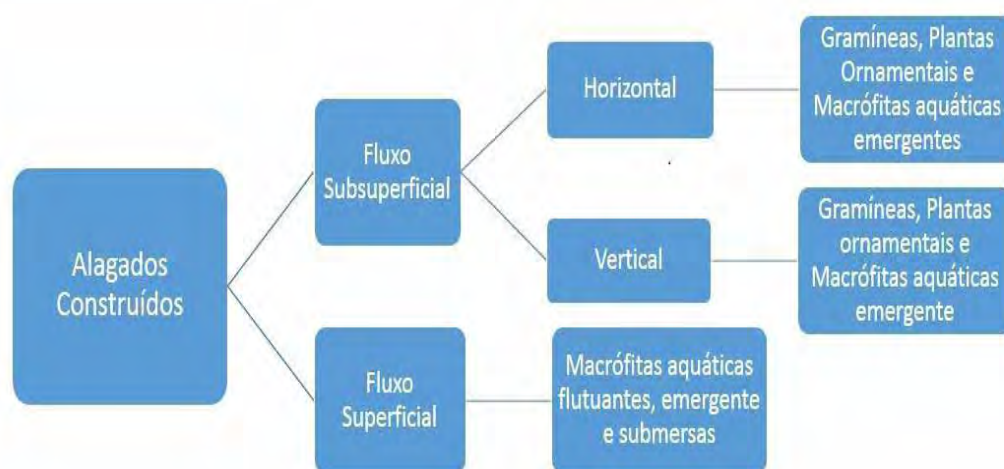 Alagados
Construídos
Fluxo
Subsuperficial
Horizontal
Gramíneas, Plantas
Ornamentais e
Macrófitas aquáticas
emergentes
Vertical
Gramíneas, Plantas
ornamentais e
Macrófitas aquáticas
emergente
Fluxo
Superficial
Macrófitas aquáticas
flutuantes, emergente
e submersas